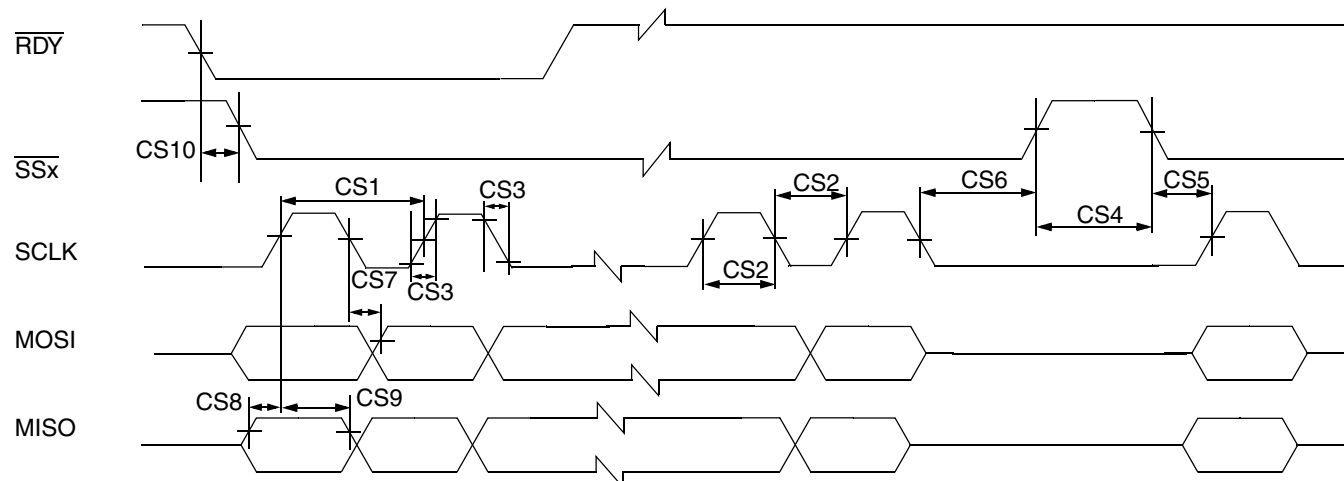 RDY
CS10
SSx
CS1
CS3
CS2
CS6
CS5
CS4
SCLK
CS7
CS3
CS2
MOSI
CS8
CS9
MISO